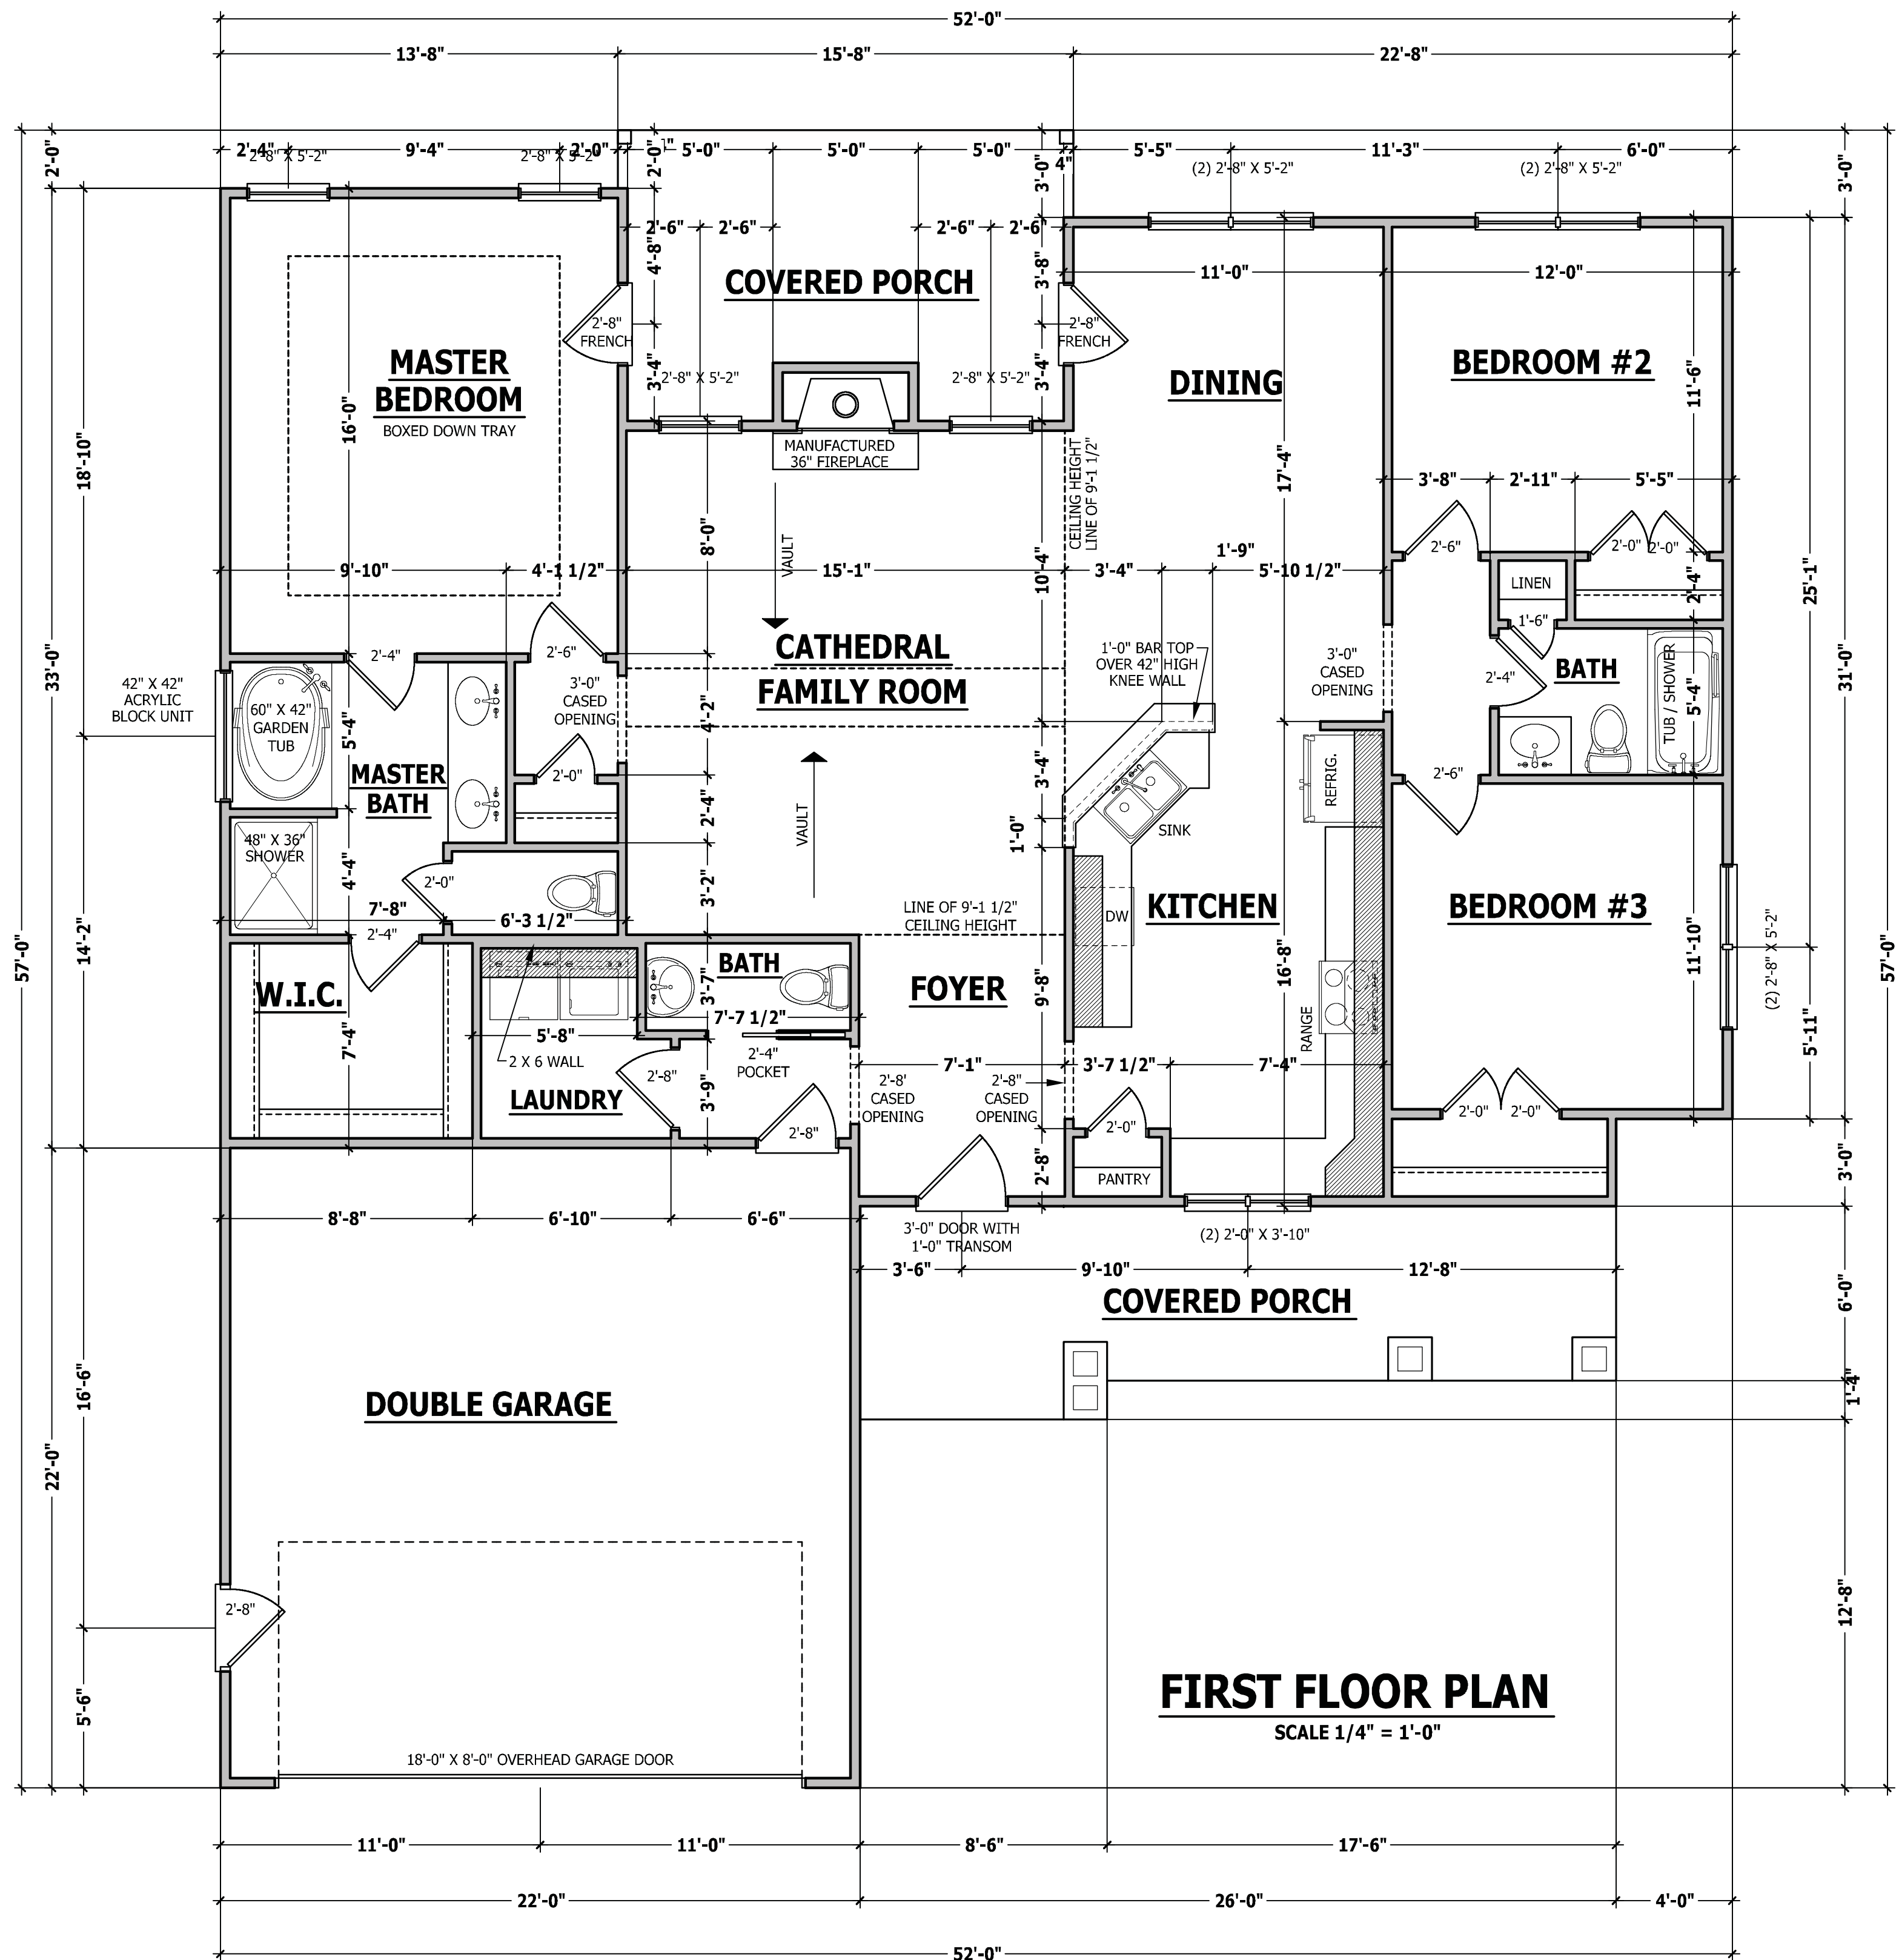 52'-0"
13'-8"
15'-8"
22'-8"
2'-4"
2'-8" X 5'-2"
9'-4"
2'-8" X 5'-2"
2'-0"
2'-0"
5'-0"
5'-0"
5'-0"
4"
5'-5"
11'-3"
6'-0"
(2) 2'-8" X 5'-2"
(2) 2'-8" X 5'-2"
2'-0"
3'-0"
3'-0"
2'-6"
2'-6"
2'-6"
2'-6"
4'-8"
3'-8"
COVERED PORCH
11'-0"
12'-0"
2'-8"
FRENCH
2'-8"
FRENCH
MASTER
BEDROOM
BOXED DOWN TRAY
16'-0"
3'-4"
2'-8" X 5'-2"
2'-8" X 5'-2"
3'-4"
DINING
BEDROOM #2
11'-6"
MANUFACTURED
36" FIREPLACE
CEILING HEIGHT
LINE OF 9'-1 1/2"
17'-4"
18'-10"
3'-8"
2'-11"
5'-5"
8'-0"
VAULT
10'-4"
2'-6"
2'-0"
2'-0"
9'-10"
4'-1 1/2"
15'-1"
3'-4"
1'-9"
5'-10 1/2"
LINEN
1'-6"
2'-4"
25'-1"
33'-0"
31'-0"
CATHEDRAL
FAMILY ROOM
2'-4"
2'-6"
3'-0"
CASED
OPENING
4'-2"
1'-0" BAR TOP
OVER 42" HIGH
KNEE WALL
3'-0"
CASED
OPENING
2'-4"
BATH
TUB / SHOWER
5'-4"
42" X 42"
ACRYLIC
BLOCK UNIT
60" X 42"
GARDEN
TUB
5'-4"
MASTER
BATH
2'-0"
2'-4"
VAULT
3'-4"
1'-0"
SINK
REFRIG.
2'-6"
48" X 36"
SHOWER
4'-4"
2'-0"
3'-2"
7'-8"
6'-3 1/2"
2'-4"
LINE OF 9'-1 1/2"
CEILING HEIGHT
DW
KITCHEN
16'-8"
BEDROOM #3
11'-10"
(2) 2'-8" X 5'-2"
5'-11"
57'-0"
14'-2"
57'-0"
W.I.C.
7'-4"
BATH
3'-7"
7'-7 1/2"
FOYER
9'-8"
5'-8"
2 X 6 WALL
2'-4"
POCKET
RANGE
LAUNDRY
2'-8"
3'-9"
2'-8"
7'-1"
3'-7 1/2"
7'-4"
2'-8'
CASED
OPENING
2'-8"
CASED
OPENING
2'-0"
2'-0"
2'-0"
2'-8"
PANTRY
3'-0"
8'-8"
6'-10"
6'-6"
3'-0" DOOR WITH
1'-0" TRANSOM
(2) 2'-0" X 3'-10"
3'-6"
9'-10"
12'-8"
COVERED PORCH
6'-0"
1'-4"
16'-6"
22'-0"
DOUBLE GARAGE
2'-8"
12'-8"
5'-6"
18'-0" X 8'-0" OVERHEAD GARAGE DOOR
FIRST FLOOR PLAN
SCALE 1/4" = 1'-0"
11'-0"
11'-0"
8'-6"
17'-6"
22'-0"
26'-0"
4'-0"
52'-0"